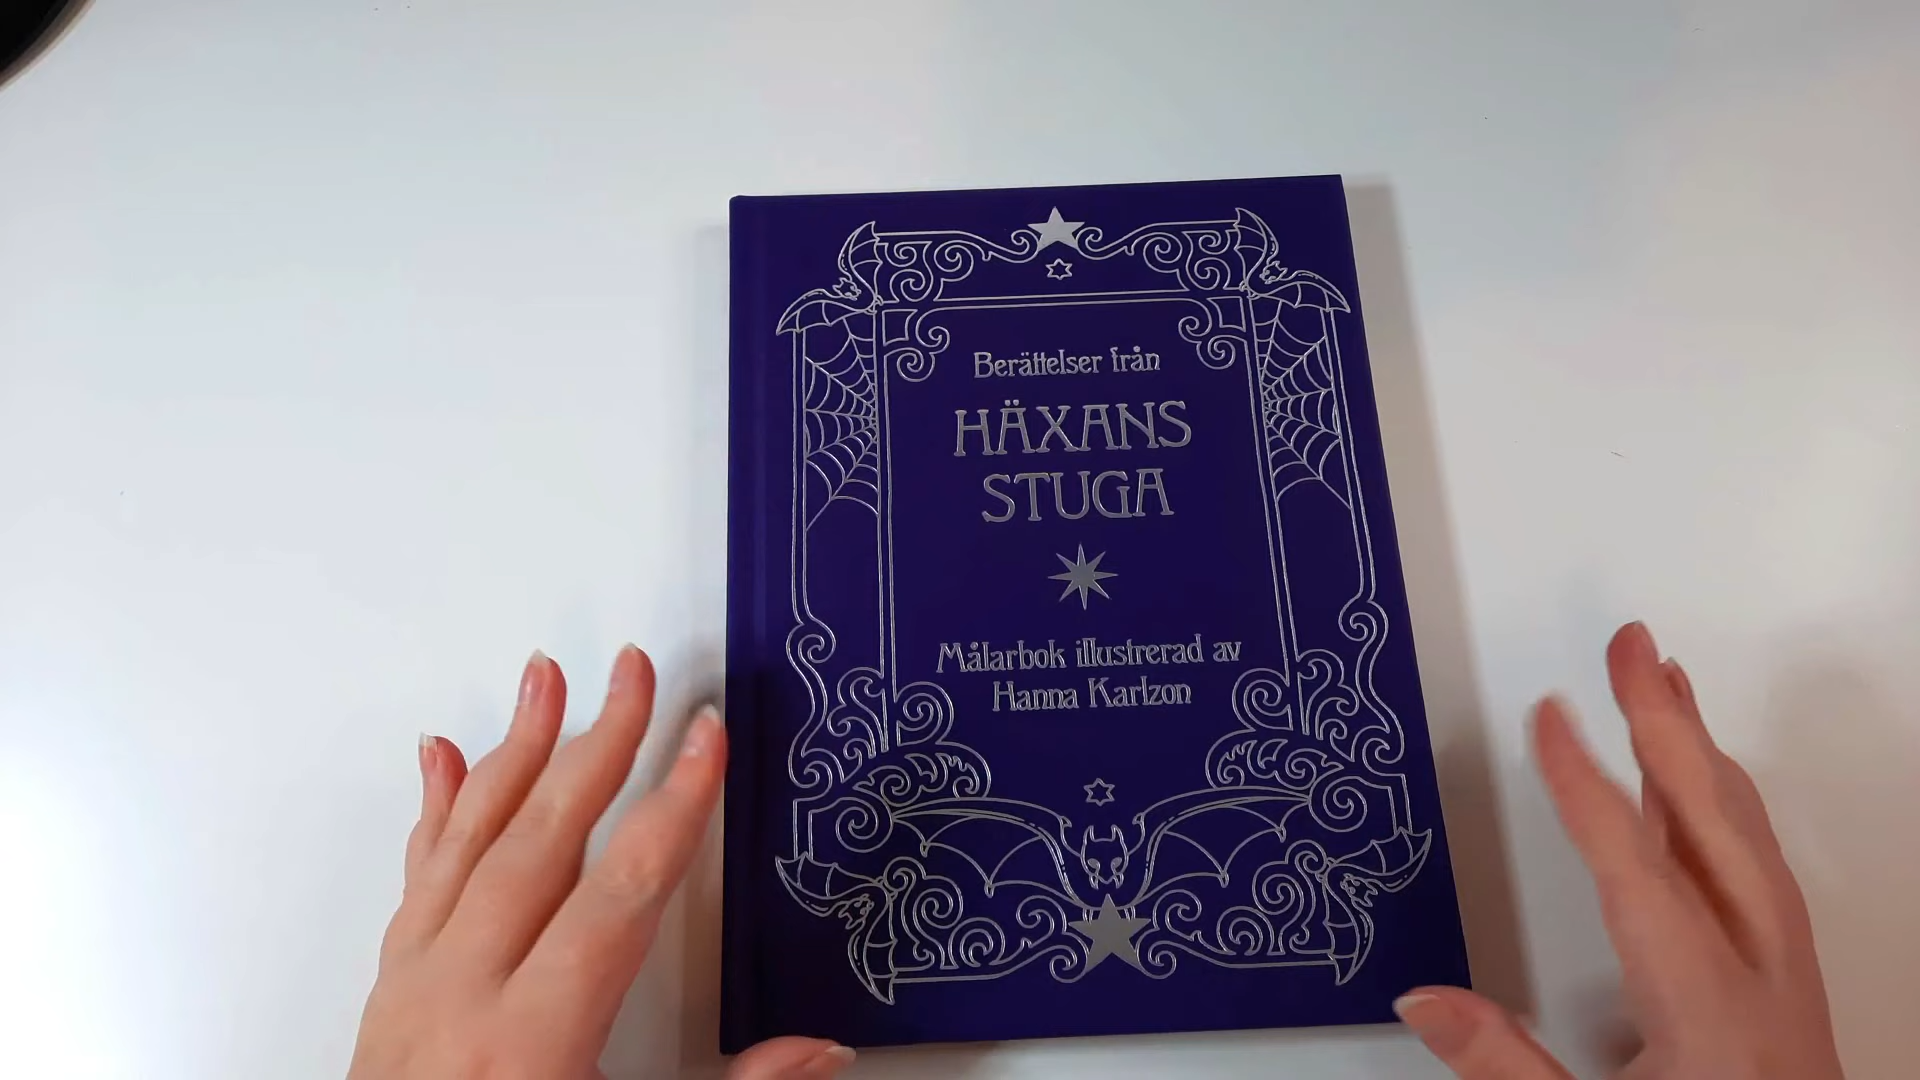 Berättelser från
HÄXANS
STUGA
Målarbok illustrerad av
Hanna Karlzon